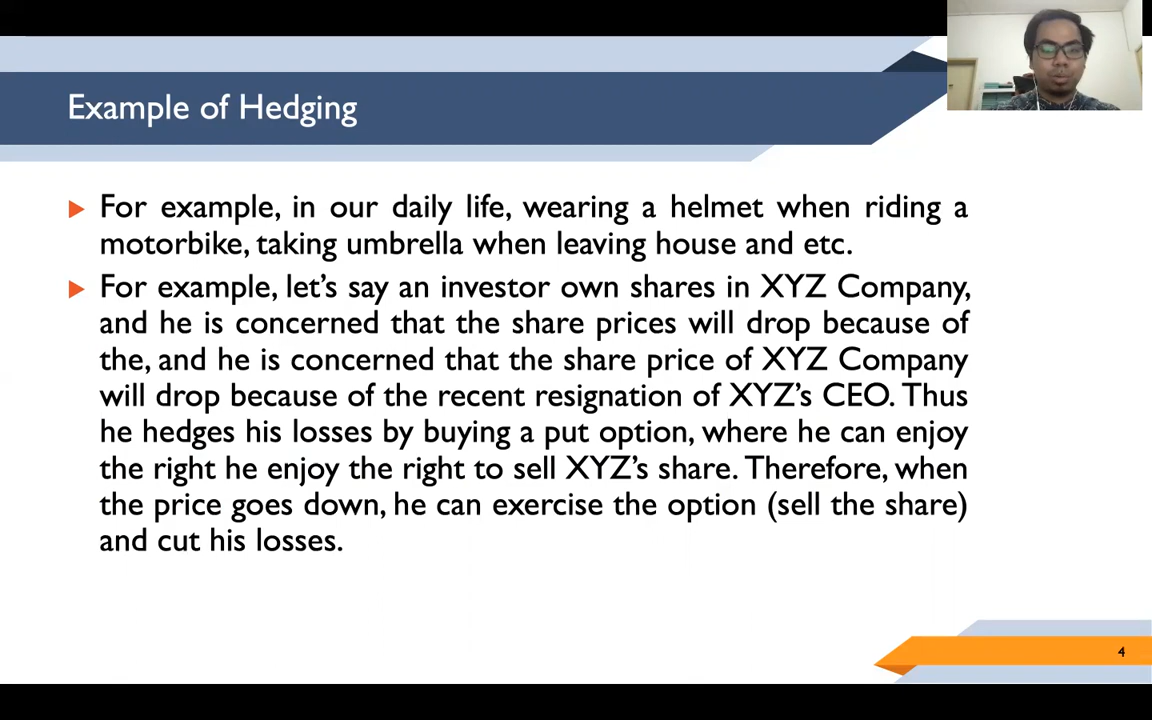 Example of Hedging
For example, in our daily life, wearing a helmet when riding a
motorbike, taking umbrella when leaving house and etc.
For example, let's say an investor own shares in XYZ Company,
and he is concerned that the share prices will drop because of
the, and he is concerned that the share price of XYZ Company
will drop because of the recent resignation of XYZ's CEO. Thus
he hedges his losses by buying a put option, where he can enjoy
the right he enjoy the right to sell XYZ's share. Therefore, when
the price goes down, he can exercise the option (sell the share)
and cut his losses.
4